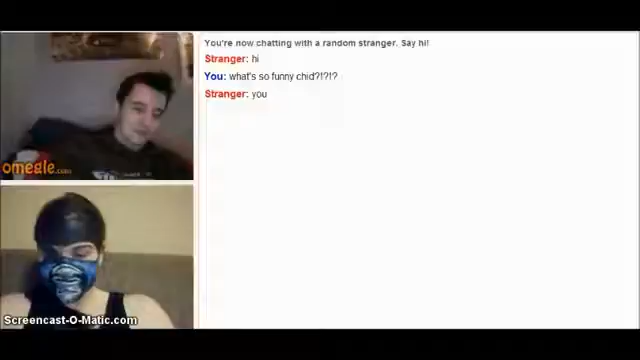 You're now chatting with a random stranger. Say hi!
Stranger: hi
You: what's so funny chid?!?!?
Stranger: you
omegle.com
Screencast-O-Matic.com